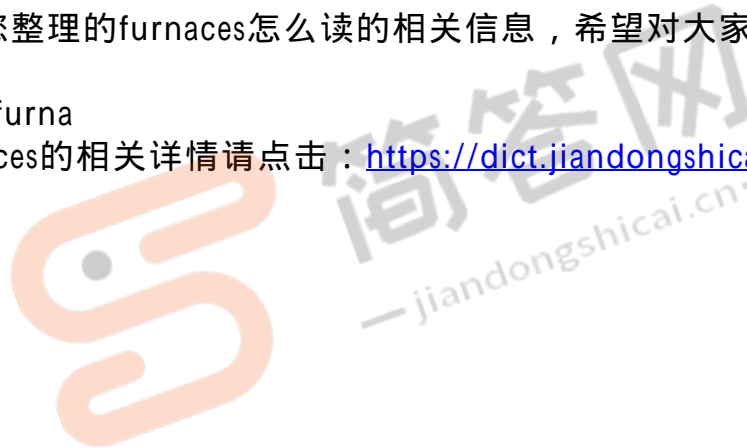 整理的furnaces怎么读的相关信息，希望对大家
furna
ces的相关详情请点击：https://dict.jiandongshica
简答网
jiandongshicai.cn